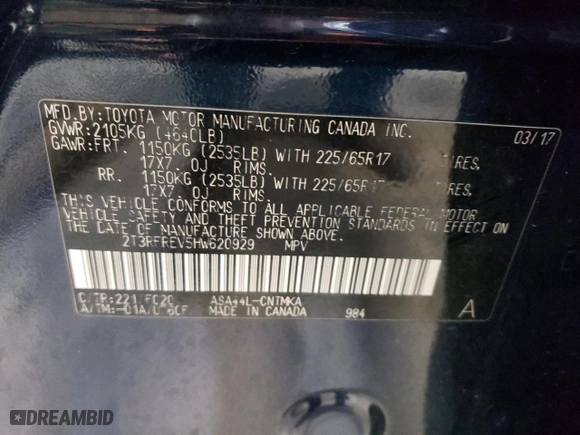 MFD.BY:TOYOTA MOTOR MANUFACTURING CANADA INC.
GVWR:2105KG (4640LB) 03/17
GAWR:FRT. 1150KG (2535LB) WITH 225/65R17 TIRES,
17X7.0J RIMS.
RR. 1150KG (2535LB) WITH 225/65R17 TIRES,
17X7.0J RIMS.
THIS VEHICLE CONFORMS TO ALL APPLICABLE FEDERAL MOTOR
VEHICLE SAFETY AND THEFT PREVENTION STANDARDS IN EFFECT ON
THE DATE OF MANUFACTURE SHOWN ABOVE.
2T3RFREV5HW620929 MPV
C/TR:221/FC20 ASA44L-CNTMKA A
MADE IN CANADA 984
DREAMBID